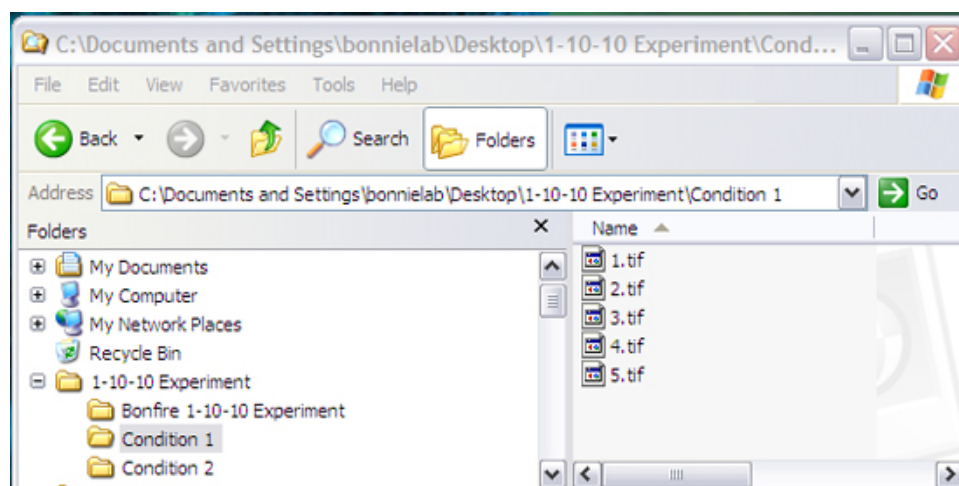 C:\Documents and Settings\bonnielab\Desktop\1-10-10 Experiment\Cond...
File Edit View Favorites Tools Help
Back Search Folders
Address C:\Documents and Settings\bonnielab\Desktop\1-10-10 Experiment\Condition 1 Go
Folders
My Documents
My Computer
My Network Places
Recycle Bin
1-10-10 Experiment
Bonfire 1-10-10 Experiment
Condition 1
Condition 2
Name
1.tif
2.tif
3.tif
4.tif
5.tif